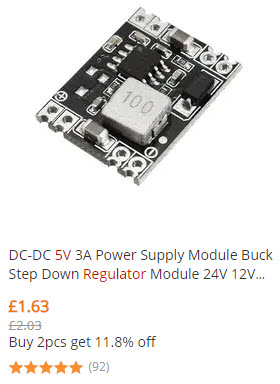 100
DC-DC 5V 3A Power Supply Module Buck
Step Down Regulator Module 24V 12V...
£1.63
£2.03
Buy 2pcs get 11.8% off
(92)